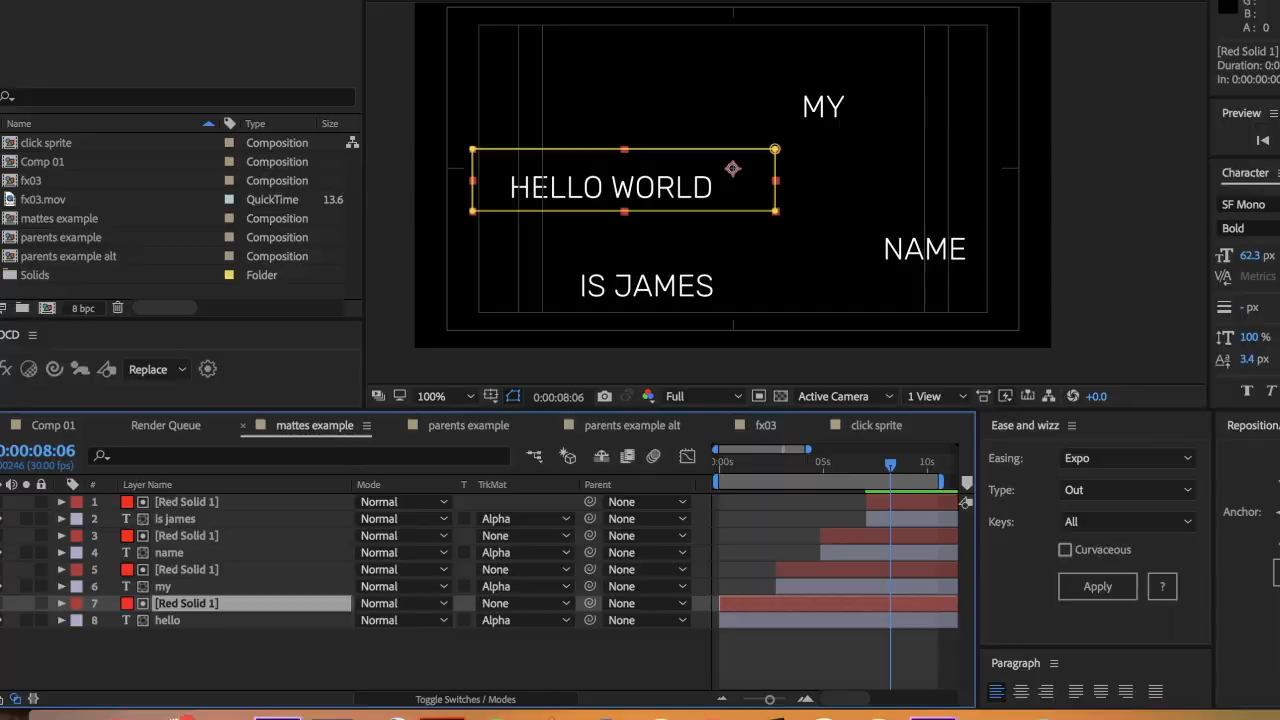 G:
B:
A: 0
[Red Solid 1]
Duration: 0:0
In: 0:00:00:0
Preview
Name Type Size
click sprite Composition
Comp 01 Composition
fx03 Composition
fx03.mov QuickTime 13.6
mattes example Composition
parents example Composition
parents example alt Composition
Solids Folder
8 bpc
OCD
fx Replace
MY
HELLO WORLD
NAME
IS JAMES
100% 0:00:08:06 Full Active Camera 1 View +0.0
Character
SF Mono
Bold
62.3 px
Metrics
- px
100 %
3.4 px
T T
Comp 01 Render Queue mattes example parents example parents example alt fx03 click sprite
0:00:08:06
00246 (30.00 fps)
:00s 05s 10s
# Layer Name Mode T TrkMat Parent
1 [Red Solid 1] Normal None
2 T is james Normal Alpha None
3 [Red Solid 1] Normal None None
4 T name Normal Alpha None
5 [Red Solid 1] Normal None None
6 T my Normal Alpha None
7 [Red Solid 1] Normal None None
8 T hello Normal Alpha None
Toggle Switches / Modes
Ease and wizz
Easing: Expo
Type: Out
Keys: All
Curvaceous
Apply ?
Paragraph
Reposition
Anchor: